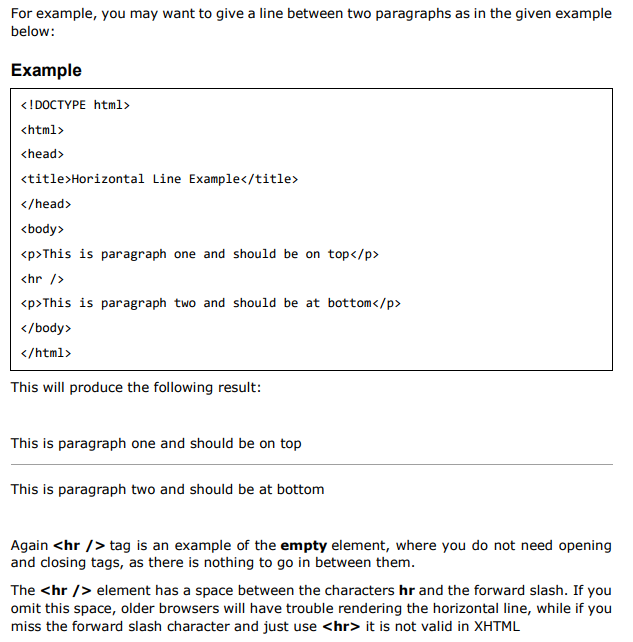 For example, you may want to give a line between two paragraphs as in the given example
below:
Example
<!DOCTYPE html>
<html>
<head>
<title>Horizontal Line Example</title>
</head>
<body>
<p>This is paragraph one and should be on top</p>
<hr />
<p>This is paragraph two and should be at bottom</p>
</body>
</html>
This will produce the following result:
This is paragraph one and should be on top
This is paragraph two and should be at bottom
Again <hr /> tag is an example of the empty element, where you do not need opening
and closing tags, as there is nothing to go in between them.
The <hr /> element has a space between the characters hr and the forward slash. If you
omit this space, older browsers will have trouble rendering the horizontal line, while if you
miss the forward slash character and just use <hr> it is not valid in XHTML